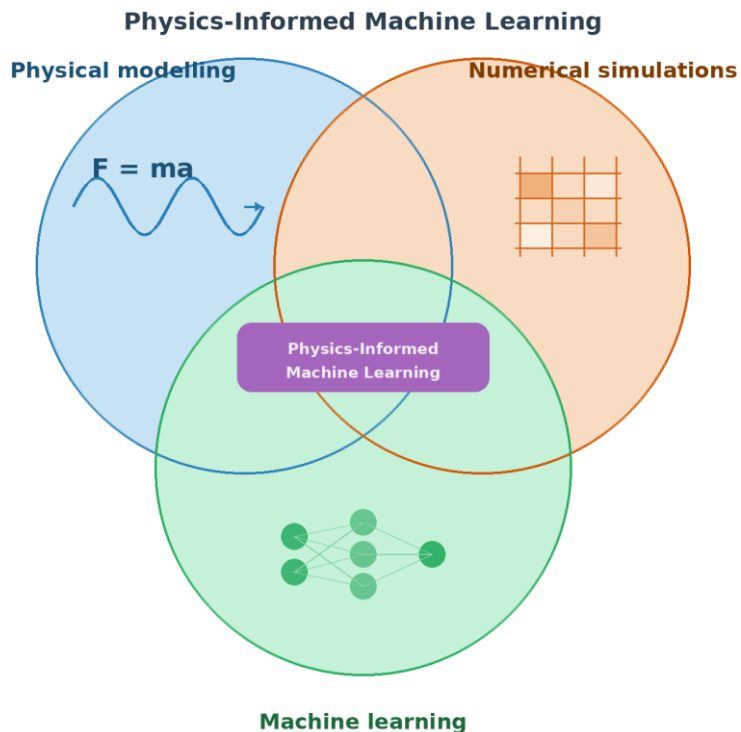 Physics-Informed Machine Learning
Physical modelling
Numerical simulations
F = ma
Physics-Informed
Machine Learning
Machine learning